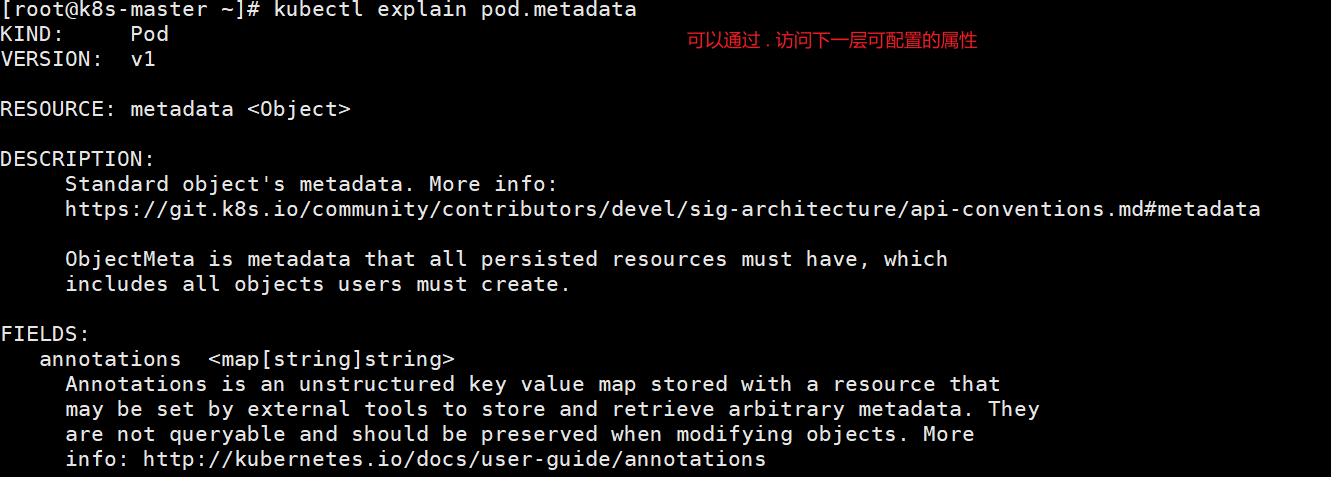 [root@k8s-master ~]# kubectl explain pod.metadata
KIND:     Pod
可以通过 . 访问下一层可配置的属性
VERSION:  v1
RESOURCE: metadata <Object>
DESCRIPTION:
     Standard object's metadata. More info:
     https://git.k8s.io/community/contributors/devel/sig-architecture/api-conventions.md#metadata
     ObjectMeta is metadata that all persisted resources must have, which
     includes all objects users must create.
FIELDS:
   annotations  <map[string]string>
     Annotations is an unstructured key value map stored with a resource that
     may be set by external tools to store and retrieve arbitrary metadata. They
     are not queryable and should be preserved when modifying objects. More
     info: http://kubernetes.io/docs/user-guide/annotations